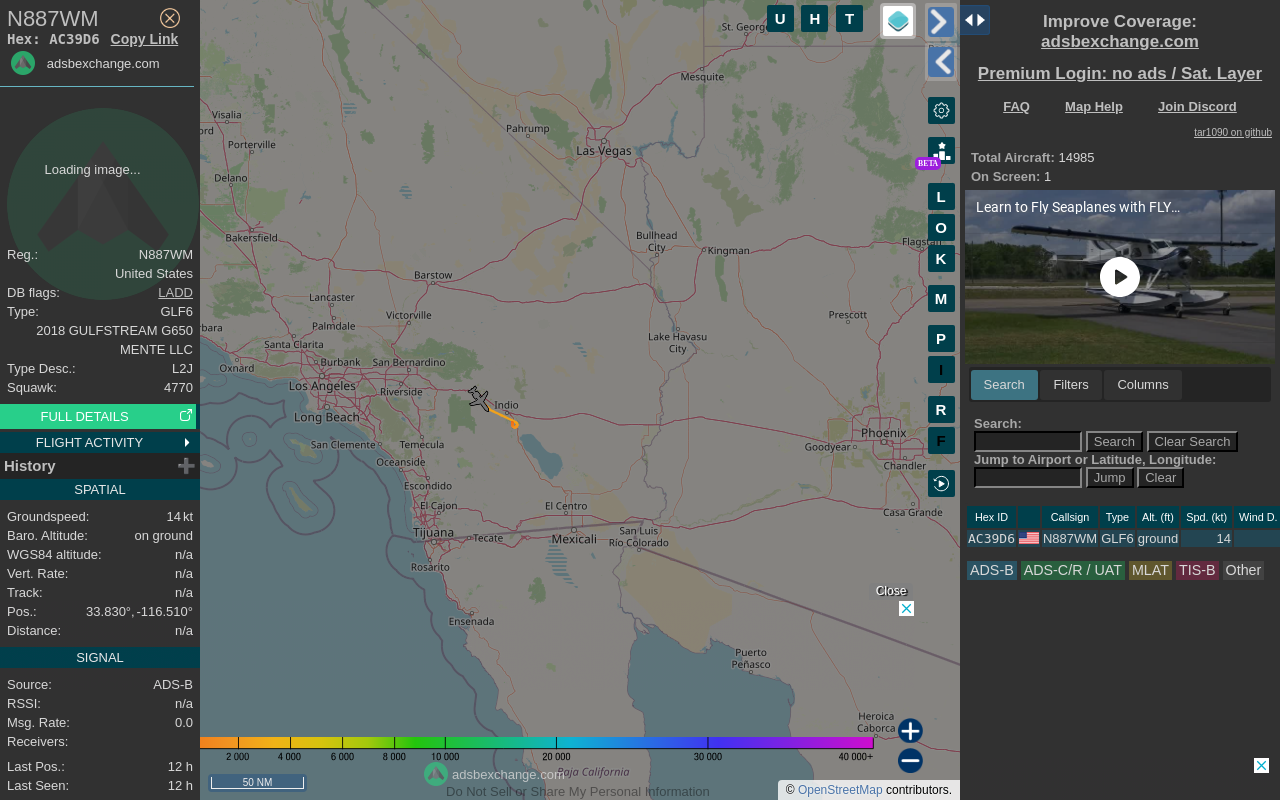 N887WM
Hex: AC39D6 Copy Link
adsbexchange.com
Loading image...
Reg.: N887WM
United States
DB flags: LADD
Type: GLF6
2018 GULFSTREAM G650
MENTE LLC
Type Desc.: L2J
Squawk: 4770
FULL DETAILS
FLIGHT ACTIVITY
History
SPATIAL
Groundspeed: 14 kt
Baro. Altitude: on ground
WGS84 altitude: n/a
Vert. Rate: n/a
Track: n/a
Pos.: 33.830°, -116.510°
Distance: n/a
SIGNAL
Source: ADS-B
RSSI: n/a
Msg. Rate: 0.0
Receivers:
Last Pos.: 12 h
Last Seen: 12 h
U H T
St. George
Mesquite
Visalia
ord
Porterville
Pahrump
Las Vegas
Delano
Bakersfield
Bullhead
City
Kingman
Flagstaff
Barstow
Lancaster
Palmdale
Victorville
Prescott
Lake Havasu
City
bara
Santa Clarita
Oxnard
Burbank
San Bernardino
Los Angeles
Riverside
Indio
Long Beach
Phoenix
Goodyear
Chandler
San Clemente
Temecula
Oceanside
Escondido
El Cajon
El Centro
Casa Grande
Tijuana
Tecate
Mexicali
San Luis
Río Colorado
Rosarito
Ensenada
Puerto
Peñasco
Heroica
Caborca
Baja California
BETA
L
O
K
M
P
I
R
F
Close
2 000 4 000 6 000 8 000 10 000 20 000 30 000 40 000+
50 NM
adsbexchange.com
Do Not Sell or Share My Personal Information
© OpenStreetMap contributors.
Improve Coverage:
adsbexchange.com
Premium Login: no ads / Sat. Layer
FAQ Map Help Join Discord
tar1090 on github
Total Aircraft: 14985
On Screen: 1
Learn to Fly Seaplanes with FLY...
Search Filters Columns
Search:
Search Clear Search
Jump to Airport or Latitude, Longitude:
Jump Clear
Hex ID Callsign Type Alt. (ft) Spd. (kt) Wind D.
AC39D6 N887WM GLF6 ground 14
ADS-B ADS-C/R / UAT MLAT TIS-B Other